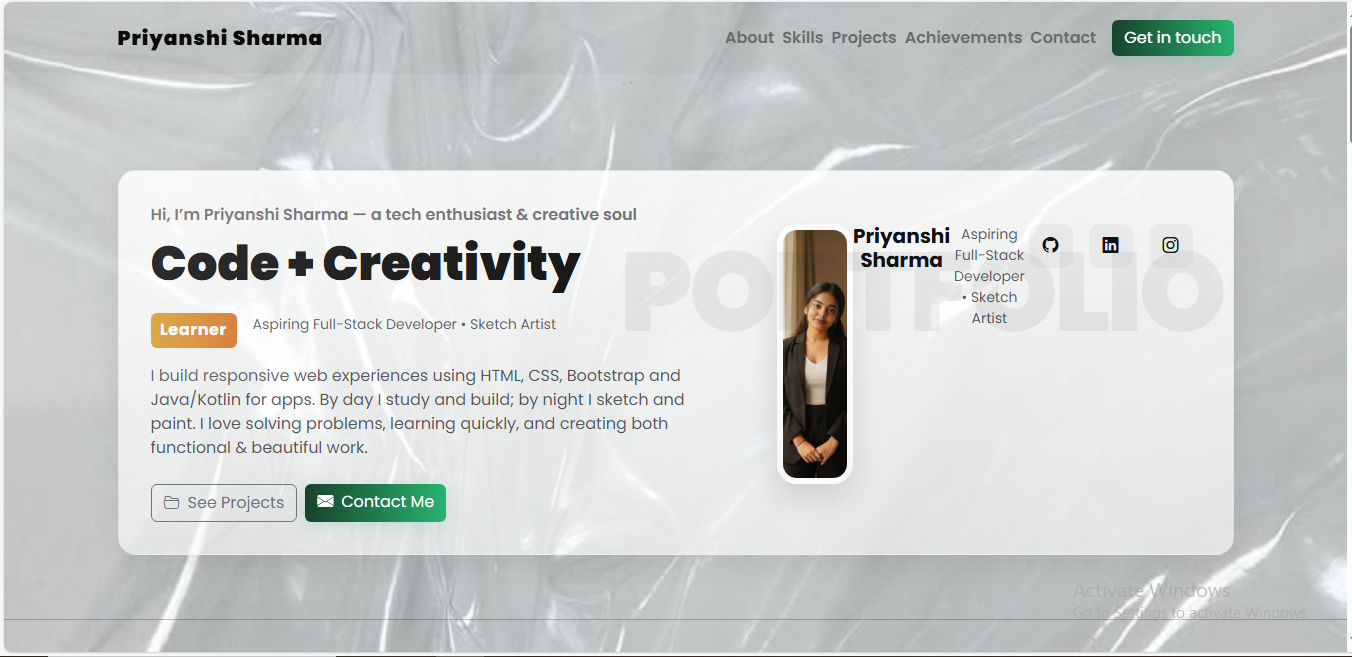 Priyanshi Sharma
About Skills Projects Achievements Contact Get in touch
Hi, I’m Priyanshi Sharma — a tech enthusiast & creative soul
Code + Creativity
Learner
Aspiring Full-Stack Developer • Sketch Artist
I build responsive web experiences using HTML, CSS, Bootstrap and
Java/Kotlin for apps. By day I study and build; by night I sketch and
paint. I love solving problems, learning quickly, and creating both
functional & beautiful work.
See Projects
Contact Me
PORTFOLIO
Priyanshi
Sharma
Aspiring
Full-Stack
Developer
• Sketch
Artist
in
Activate Windows
Go to Settings to activate Windows.